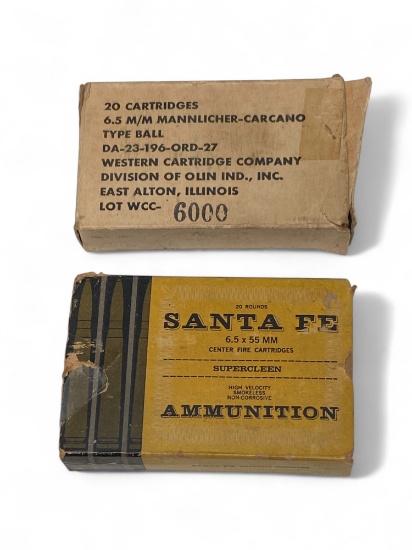 20 CARTRIDGES
6.5 M/M MANNLICHER-CARCANO
TYPE BALL
DA-23-196-ORD-27
WESTERN CARTRIDGE COMPANY
DIVISION OF OLIN IND., INC.
EAST ALTON, ILLINOIS
LOT WCC- 6000
20 ROUNDS
SANTA FE
6.5 x 55 MM
CENTER FIRE CARTRIDGES
SUPERCLEEN
HIGH VELOCITY
SMOKELESS
NON-CORROSIVE
AMMUNITION